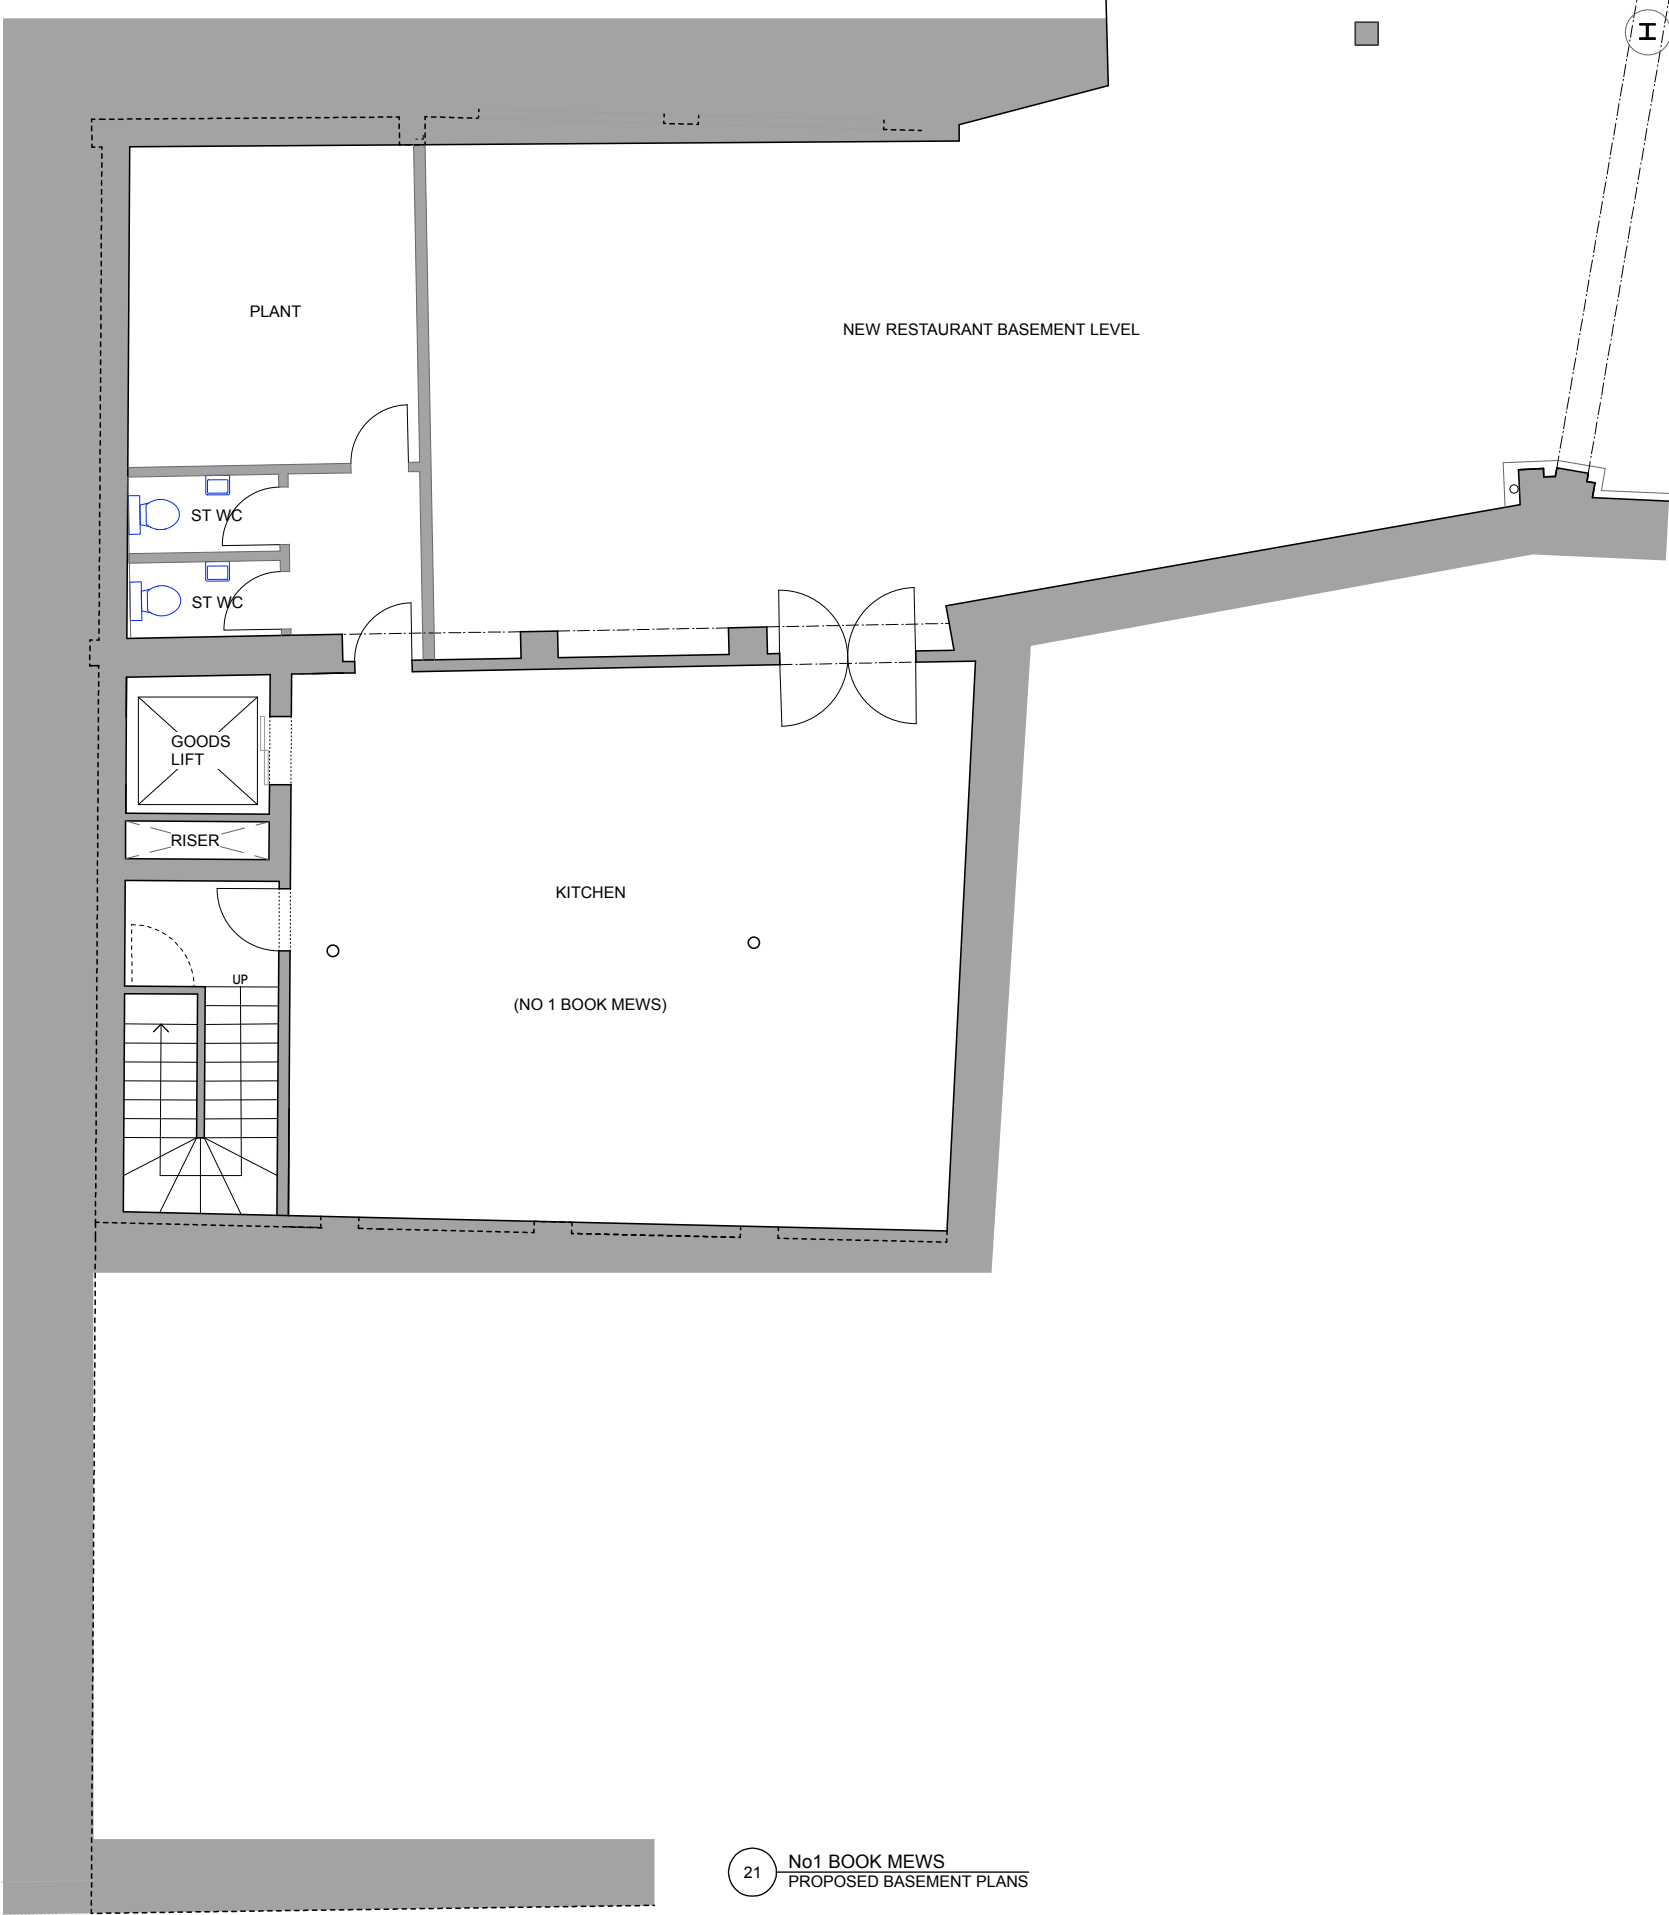 I
PLANT
NEW RESTAURANT BASEMENT LEVEL
ST WC
ST WC
GOODS
LIFT
RISER
KITCHEN
UP
(NO 1 BOOK MEWS)
21
No1 BOOK MEWS
PROPOSED BASEMENT PLANS